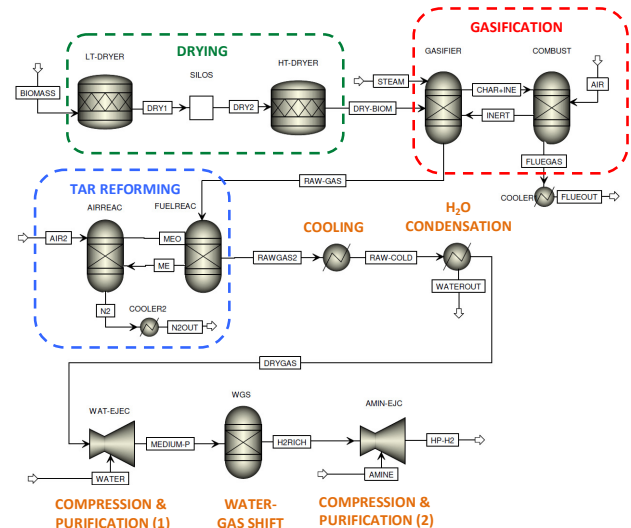 GASIFICATION
DRYING
GASIFIER
COMBUST
LT-DRYER
SILOS
HT-DRYER
STEAM
BIOMASS
CHAR+INE
AIR
DRY1
DRY2
DRY-BIOM
INERT
FLUEGAS
RAW-GAS
COOLER
FLUEOUT
TAR REFORMING
AIRREAC
FUELREAC
COOLING
H₂O
CONDENSATION
AIR2
MEO
ME
RAWGAS2
RAW-COLD
WATEROUT
N2
COOLER2
N2OUT
DRYGAS
WAT-EJEC
WGS
AMIN-EJC
MEDIUM-P
H2RICH
HP-H2
WATER
AMINE
COMPRESSION &
PURIFICATION (1)
WATER-
GAS SHIFT
COMPRESSION &
PURIFICATION (2)